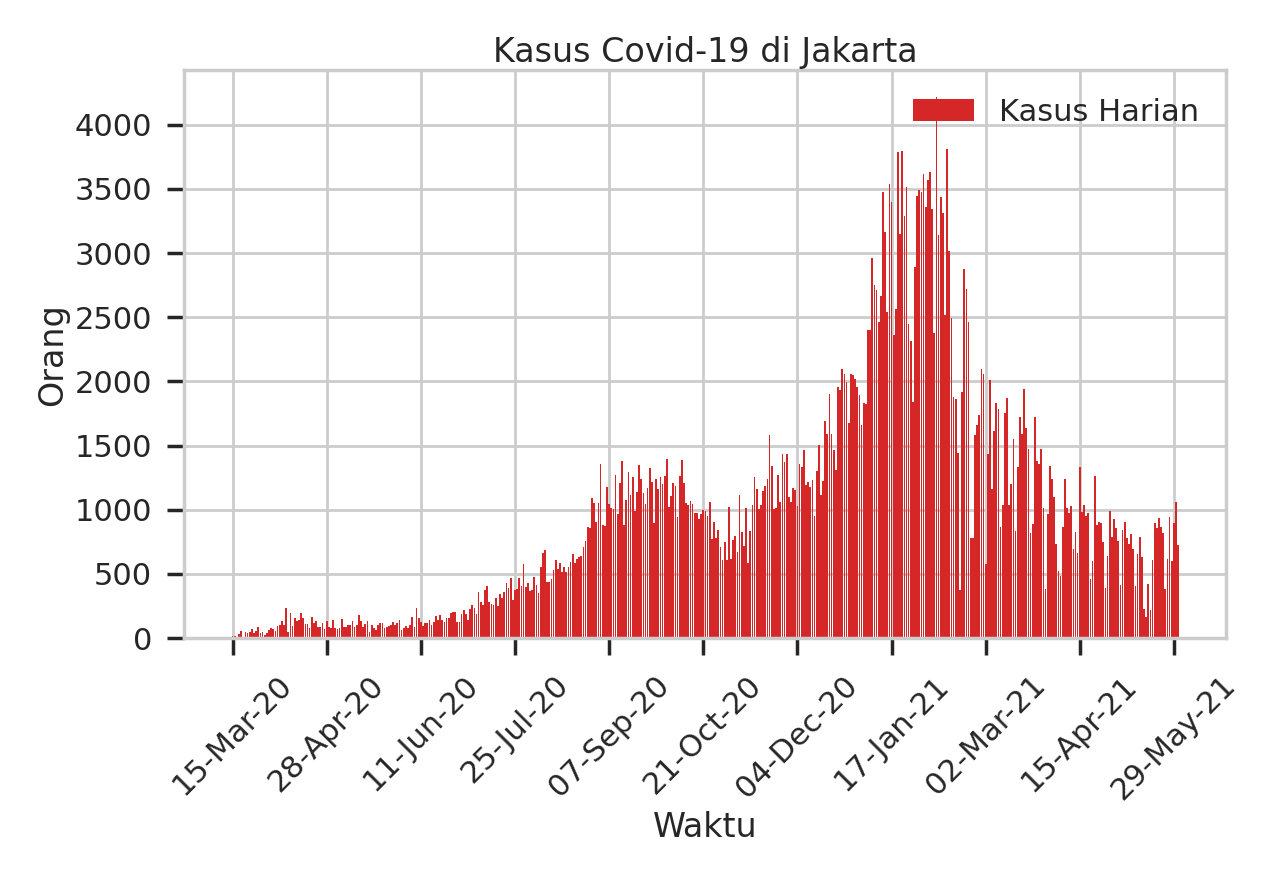 Kasus Covid-19 di Jakarta
Kasus Harian
4000
3500
3000
2500
2000
1500
1000
500
0
Orang
15-Mar-20
28-Apr-20
11-Jun-20
25-Jul-20
07-Sep-20
21-Oct-20
04-Dec-20
17-Jan-21
02-Mar-21
15-Apr-21
29-May-21
Waktu